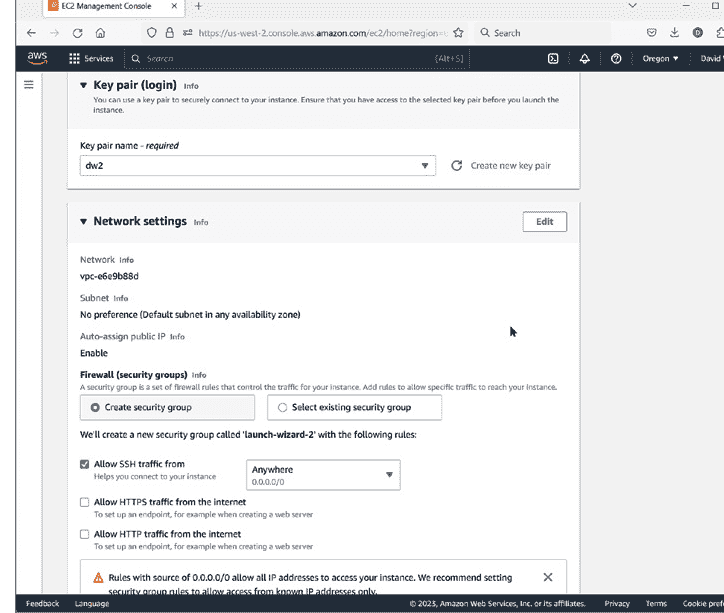 EC2 Management Console
https://us-west-2.console.aws.amazon.com/ec2/home?region=
Search
aws
Services
Search
[Alt+S]
Oregon
David
Key pair (login) Info
You can use a key pair to securely connect to your instance. Ensure that you have access to the selected key pair before you launch the
instance.
Key pair name - required
dw2
Create new key pair
Network settings Info
Edit
Network Info
vpc-e6e9b88d
Subnet Info
No preference (Default subnet in any availability zone)
Auto-assign public IP Info
Enable
Firewall (security groups) Info
A security group is a set of firewall rules that control the traffic for your instance. Add rules to allow specific traffic to reach your instance.
Create security group
Select existing security group
We'll create a new security group called 'launch-wizard-2' with the following rules:
Allow SSH traffic from
Helps you connect to your instance
Anywhere
0.0.0.0/0
Allow HTTPS traffic from the internet
To set up an endpoint, for example when creating a web server
Allow HTTP traffic from the internet
To set up an endpoint, for example when creating a web server
Rules with source of 0.0.0.0/0 allow all IP addresses to access your instance. We recommend setting
security group rules to allow access from known IP addresses only.
Feedback
Language
© 2023, Amazon Web Services, Inc. or its affiliates.
Privacy
Terms
Cookie pref